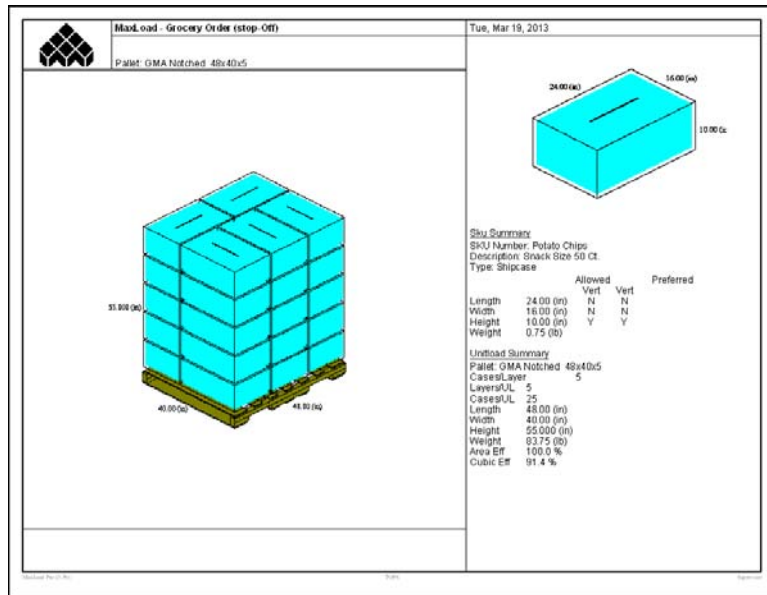 MaxLoad - Grocery Order (stop-Off)
Tue, Mar 19, 2013
Pallet: GMA Notched 48x40x5
24.00 (in)
16.00 (in)
10.00 (ir
55.000 (in)
40.00 (in)
48.00 (in)
Sku Summary
SKU Number: Potato Chips
Description: Snack Size 50 Ct.
Type: Shipcase
Allowed Preferred
Vert Vert
Length 24.00 (in) N N
Width 16.00 (in) N N
Height 10.00 (in) Y Y
Weight 0.75 (lb)
Unitload Summary
Pallet: GMA Notched 48x40x5
Cases/Layer 5
Layers/UL 5
Cases/UL 25
Length 48.00 (in)
Width 40.00 (in)
Height 55.000 (in)
Weight 83.75 (lb)
Area Eff 100.0 %
Cubic Eff 91.4 %